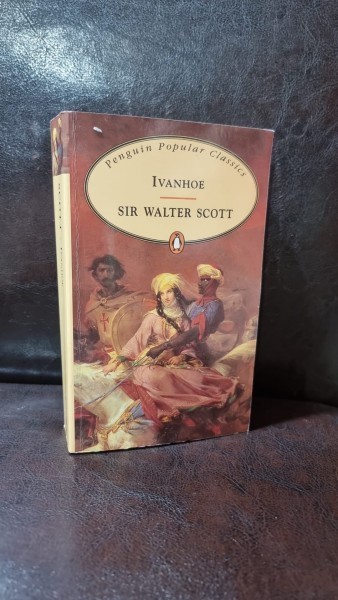 Penguin Popular Classics
IVANHOE
SIR WALTER SCOTT